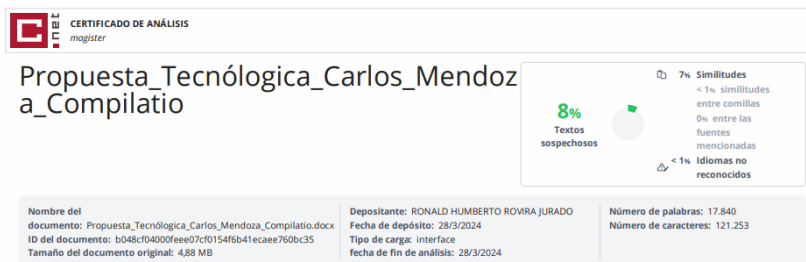 C
.net
CERTIFICADO DE ANÁLISIS
magister
Propuesta_Tecnólogica_Carlos_Mendoz
a_Compilatio
8%
Textos
sospechosos
7% Similitudes
< 1% similitudes
entre comillas
0% entre las
fuentes
mencionadas
< 1% Idiomas no
reconocidos
Nombre del
documento: Propuesta_Tecnólogica_Carlos_Mendoza_Compilatio.docx
ID del documento: b048cf04000feee07cf0154f6b41ecaee760bc35
Tamaño del documento original: 4,88 MB
Depositante: RONALD HUMBERTO ROVIRA JURADO
Fecha de depósito: 28/3/2024
Tipo de carga: interface
fecha de fin de análisis: 28/3/2024
Número de palabras: 17.840
Número de caracteres: 121.253